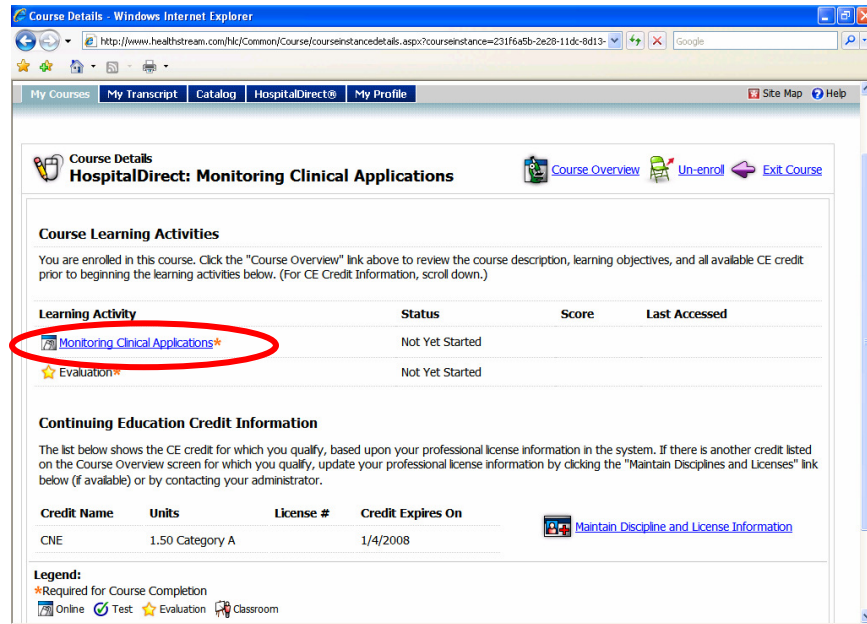 Course Details - Windows Internet Explorer
http://www.healthstream.com/hlc/Common/Course/courseinstancedetails.aspx?courseinstance=231f6a5b-2e28-11dc-8d13-
Google
My Courses My Transcript Catalog HospitalDirect® My Profile Site Map Help
Course Details
HospitalDirect: Monitoring Clinical Applications
Course Overview Un-enroll Exit Course
Course Learning Activities
You are enrolled in this course. Click the "Course Overview" link above to review the course description, learning objectives, and all available CE credit
prior to beginning the learning activities below. (For CE Credit Information, scroll down.)
Learning Activity Status Score Last Accessed
Monitoring Clinical Applications* Not Yet Started
Evaluation* Not Yet Started
Continuing Education Credit Information
The list below shows the CE credit for which you qualify, based upon your professional license information in the system. If there is another credit listed
on the Course Overview screen for which you qualify, update your professional license information by clicking the "Maintain Disciplines and Licenses" link
below (if available) or by contacting your administrator.
Credit Name Units License # Credit Expires On
Maintain Discipline and License Information
CNE 1.50 Category A 1/4/2008
Legend:
*Required for Course Completion
Online Test Evaluation Classroom